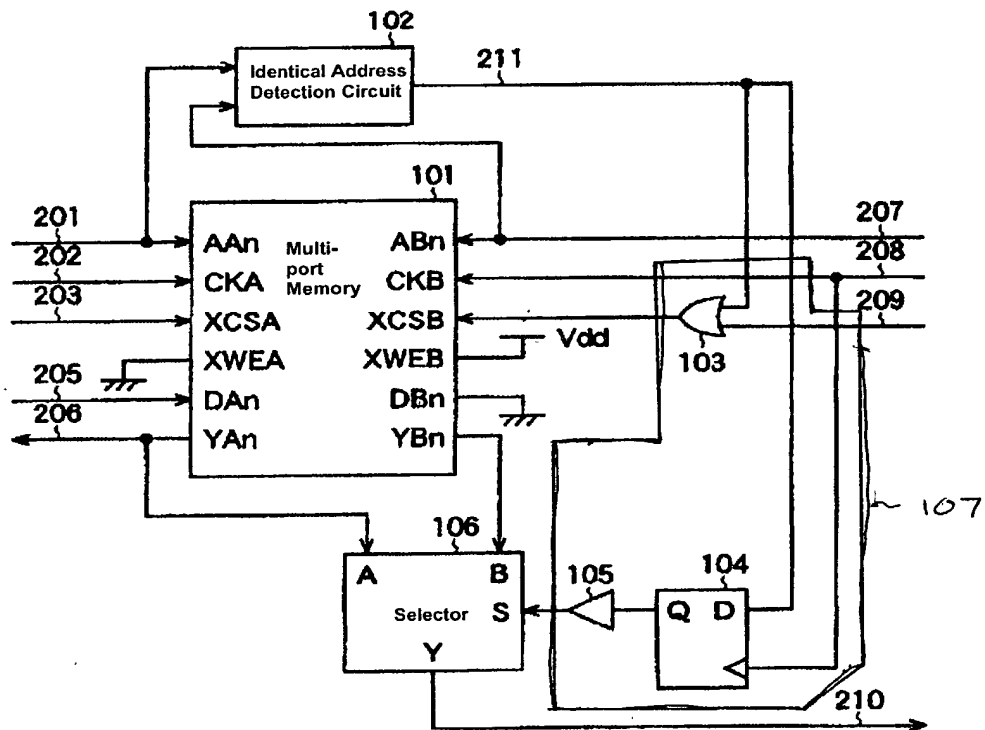 102
Identical Address
Detection Circuit
211
101
201
202
203
205
206
AAn
CKA
XCSA
XWEA
DAn
YAn
Multi-
port
Memory
ABn
CKB
XCSB
XWEB
DBn
YBn
207
208
209
103
Vdd
107
106
A
B
S
Selector
Y
105
104
Q
D
210